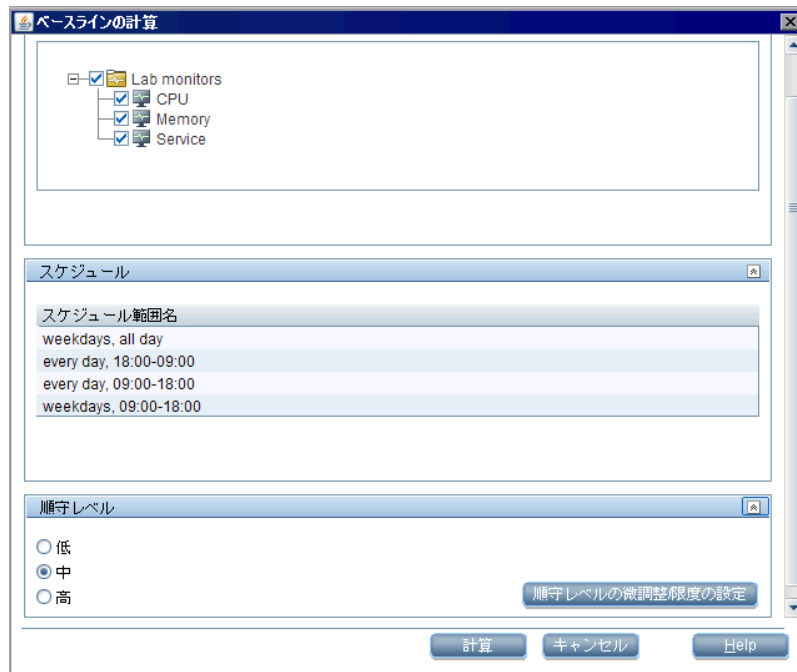 ベースラインの計算
Lab monitors
CPU
Memory
Service
スケジュール
スケジュール範囲名
weekdays, all day
every day, 18:00-09:00
every day, 09:00-18:00
weekdays, 09:00-18:00
順守レベル
低
中
高
順守レベルの微調整/限度の設定
計算 キャンセル Help